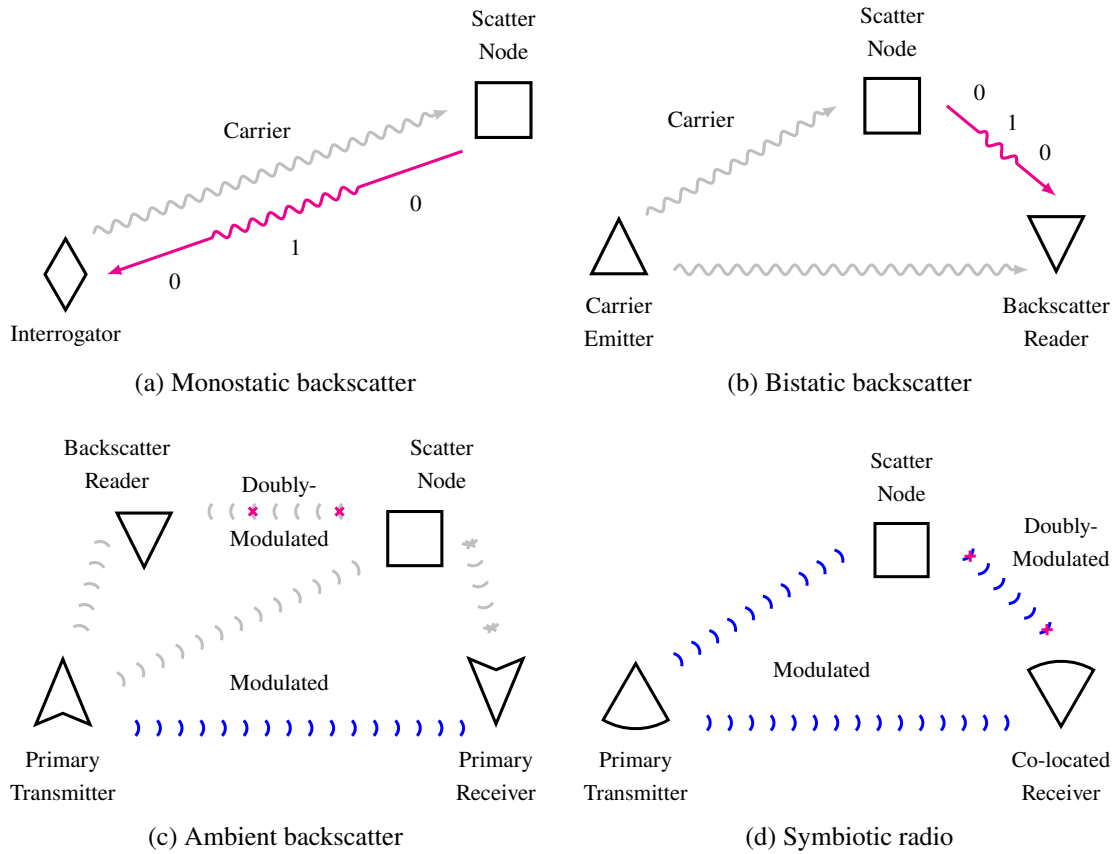 Scatter
Node
Carrier
0
1
0
Interrogator
(a) Monostatic backscatter
Scatter
Node
Carrier
0
1
0
Carrier
Emitter
Backscatter
Reader
(b) Bistatic backscatter
Backscatter
Reader
Doubly-
Modulated
Scatter
Node
Modulated
Primary
Transmitter
Primary
Receiver
(c) Ambient backscatter
Scatter
Node
Doubly-
Modulated
Modulated
Primary
Transmitter
Co-located
Receiver
(d) Symbiotic radio